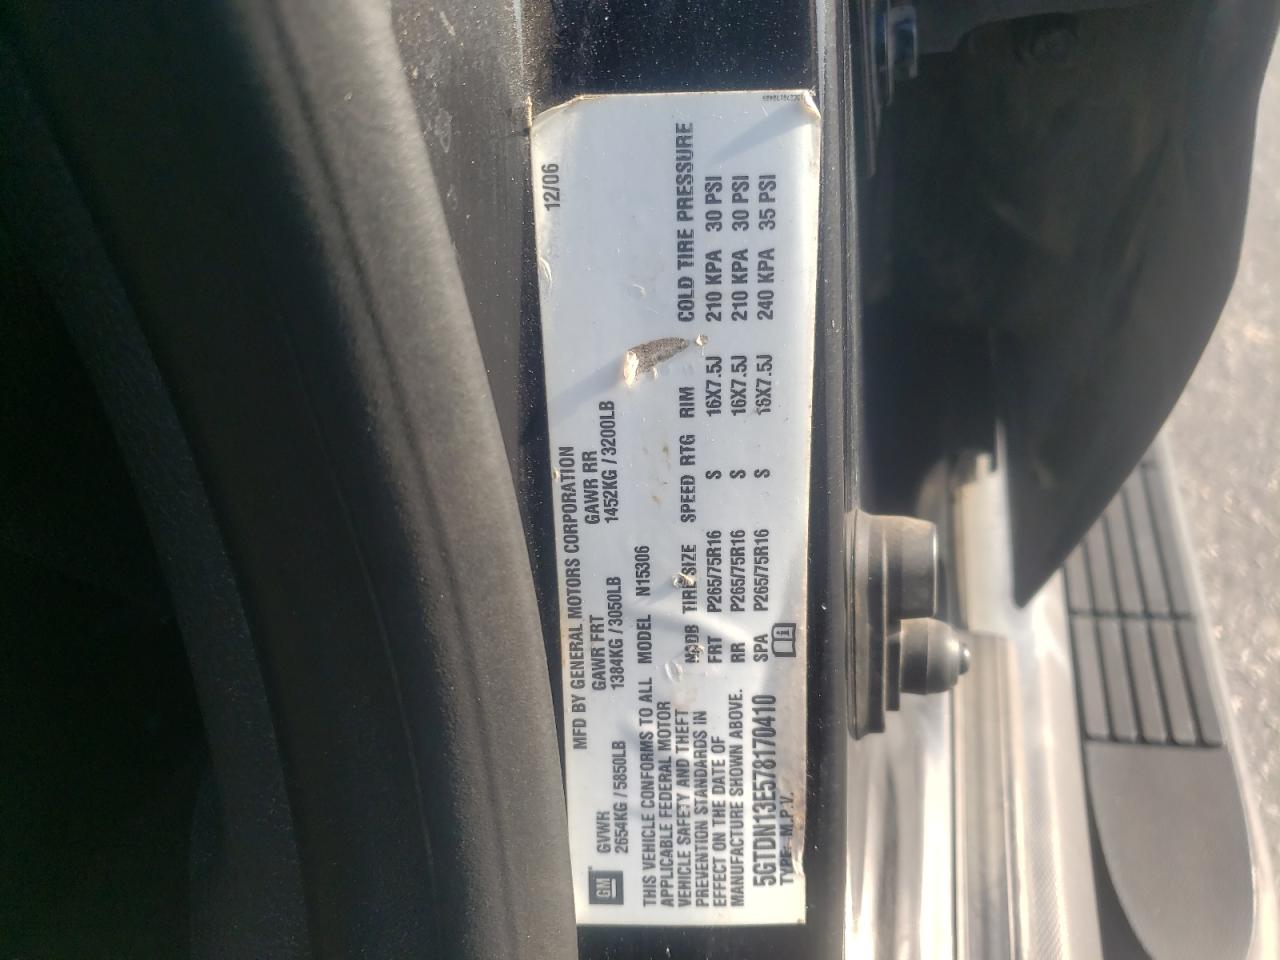 12/06
MFD BY GENERAL MOTORS CORPORATION
GVWR GAWR FRT GAWR RR
2654KG / 5850LB 1384KG / 3050LB 1452KG / 3200LB
GM
THIS VEHICLE CONFORMS TO ALL
APPLICABLE FEDERAL MOTOR
VEHICLE SAFETY AND THEFT
PREVENTION STANDARDS IN
EFFECT ON THE DATE OF
MANUFACTURE SHOWN ABOVE.
MODEL N15306
TIRE SIZE SPEED RTG RIM COLD TIRE PRESSURE
FRT P265/75R16 S 16X7.5J 210 KPA 30 PSI
RR P265/75R16 S 16X7.5J 210 KPA 30 PSI
SPA P265/75R16 S 16X7.5J 240 KPA 35 PSI
5GTDN13E578170410
TYPE: M.P.V.